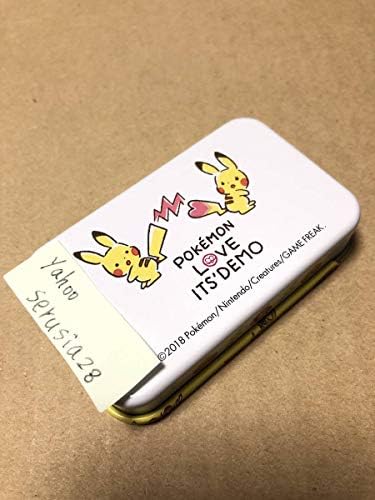 Yahoo
serusia28
POKÉMON
LOVE
ITS'DEMO
©2018 Pokémon/Nintendo/Creatures/GAME FREAK.